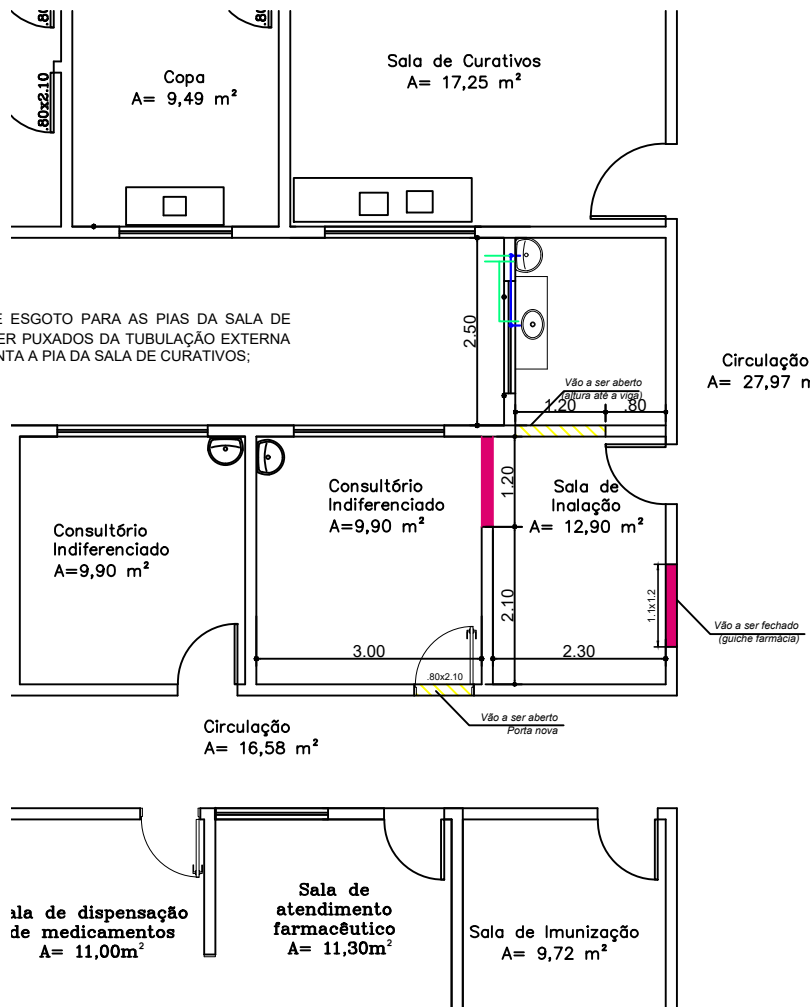 .80
.80
.80x2.10
Copa
A= 9,49 m²
Sala de Curativos
A= 17,25 m²
E ESGOTO PARA AS PIAS DA SALA DE
ER PUXADOS DA TUBULAÇÃO EXTERNA
NTA A PIA DA SALA DE CURATIVOS;
2.50
Circulação
A= 27,97 m
Vão a ser aberto
(altura até a viga)
1.20
.80
Consultório
Indiferenciado
A=9,90 m²
Consultório
Indiferenciado
A=9,90 m²
1.20
Sala de
Inalação
A= 12,90 m²
2.10
1.1x1.2
Vão a ser fechado
(guiche farmácia)
3.00
2.30
.80x2.10
Vão a ser aberto
Porta nova
Circulação
A= 16,58 m²
ala de dispensação
de medicamentos
A= 11,00m²
Sala de
atendimento
farmacêutico
A= 11,30m²
Sala de Imunização
A= 9,72 m²